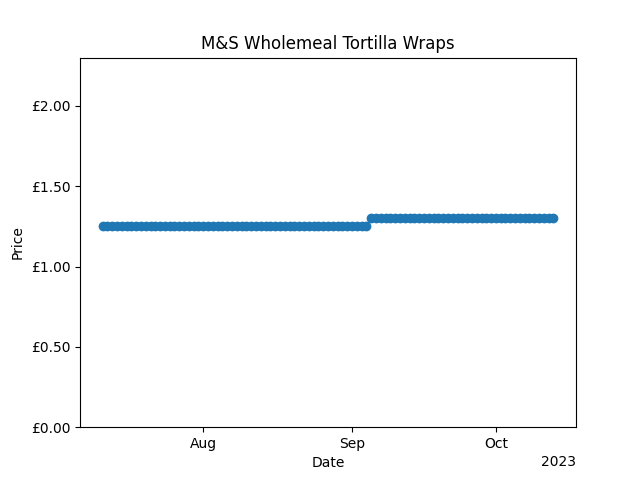 M&S Wholemeal Tortilla Wraps
£2.00
£1.50
£1.00
£0.50
£0.00
Price
Aug Sep Oct
Date
2023